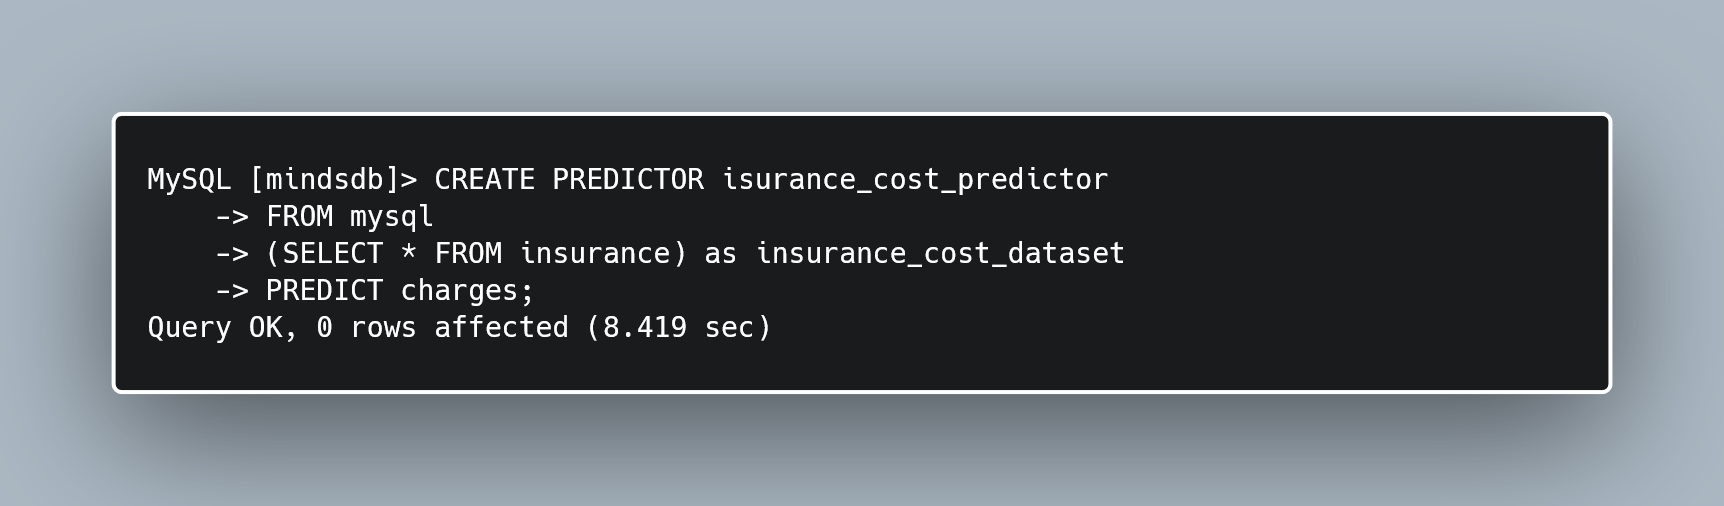 MySQL [mindsdb]> CREATE PREDICTOR isurance_cost_predictor
    -> FROM mysql
    -> (SELECT * FROM insurance) as insurance_cost_dataset
    -> PREDICT charges;
Query OK, 0 rows affected (8.419 sec)